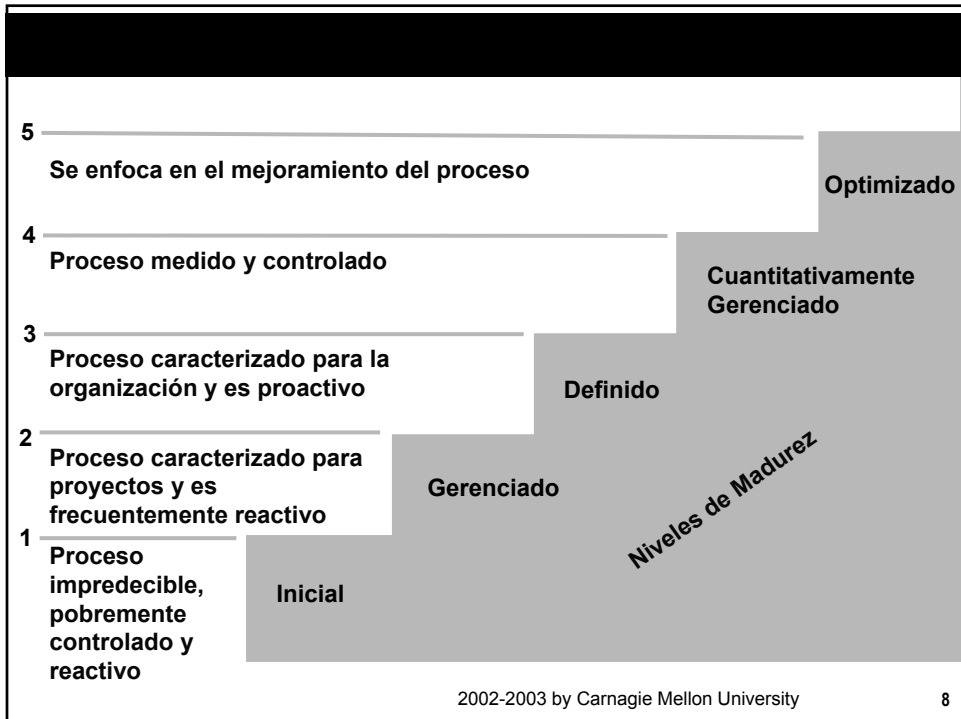 5
Se enfoca en el mejoramiento del proceso
Optimizado
4
Proceso medido y controlado
Cuantitativamente
Gerenciado
3
Proceso caracterizado para la
organización y es proactivo
Definido
2
Proceso caracterizado para
proyectos y es
frecuentemente reactivo
Gerenciado
Niveles de Madurez
1
Proceso
impredecible,
pobremente
controlado y
reactivo
Inicial
2002-2003 by Carnagie Mellon University
8